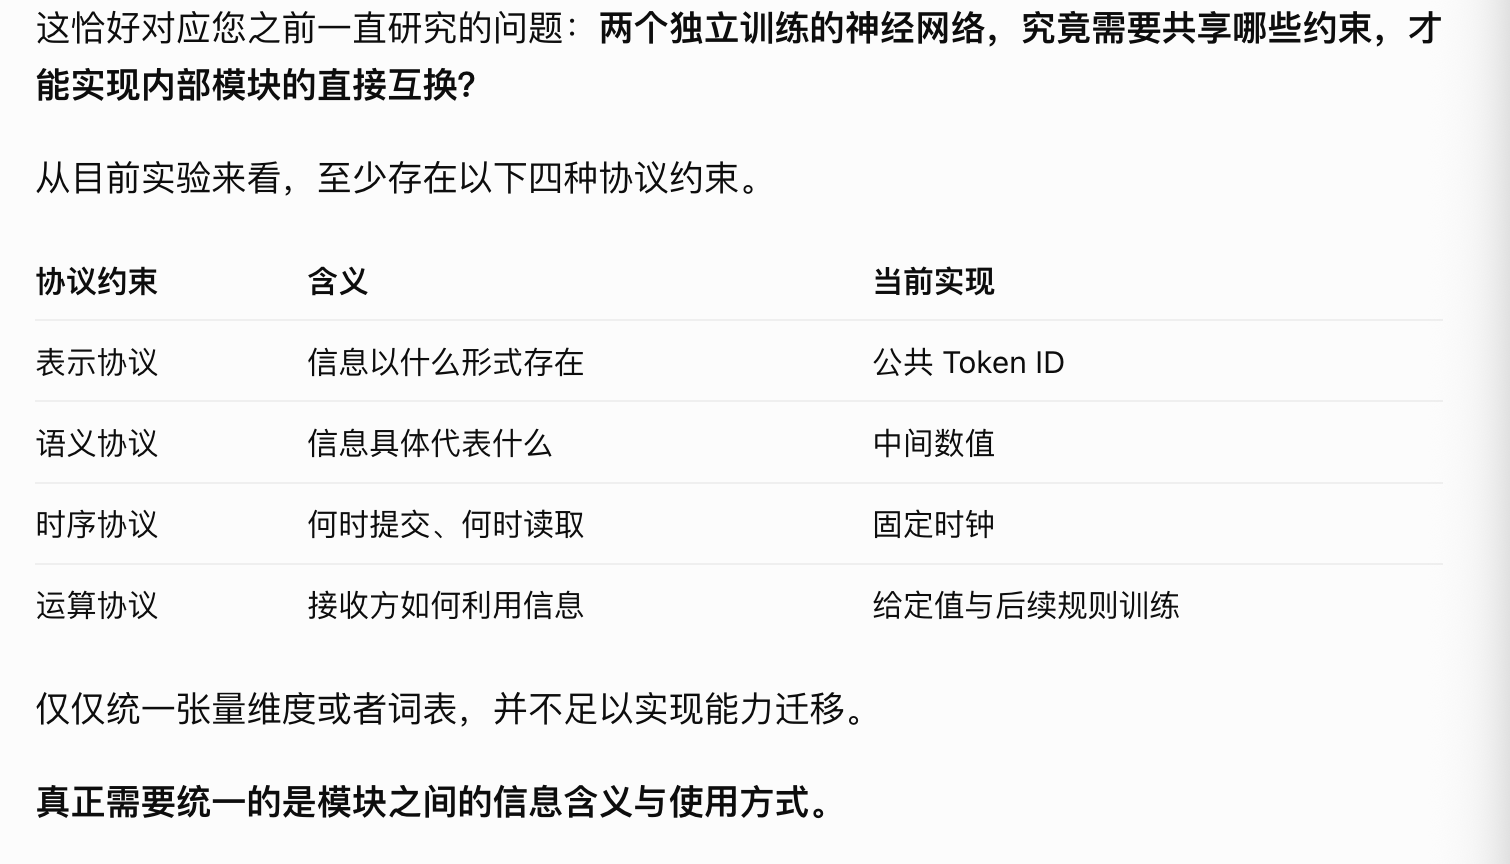 这恰好对应您之前一直研究的问题：两个独立训练的神经网络，究竟需要共享哪些约束，才
能实现内部模块的直接互换?
从目前实验来看，至少存在以下四种协议约束。
协议约束 含义 当前实现
表示协议 信息以什么形式存在 公共 Token ID
语义协议 信息具体代表什么 中间数值
时序协议 何时提交、何时读取 固定时钟
运算协议 接收方如何利用信息 给定值与后续规则训练
仅仅统一张量维度或者词表，并不足以实现能力迁移。
真正需要统一的是模块之间的信息含义与使用方式。